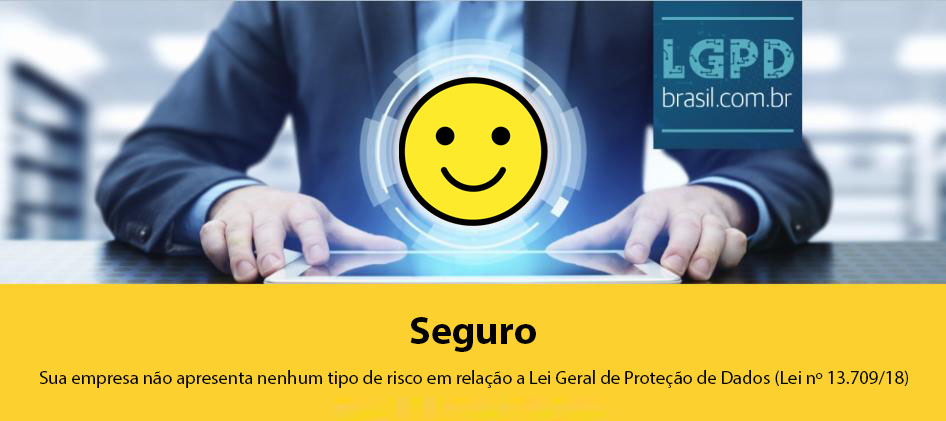 LGPD
brasil.com.br
Seguro
Sua empresa não apresenta nenhum tipo de risco em relação a Lei Geral de Proteção de Dados (Lei nº 13.709/18)